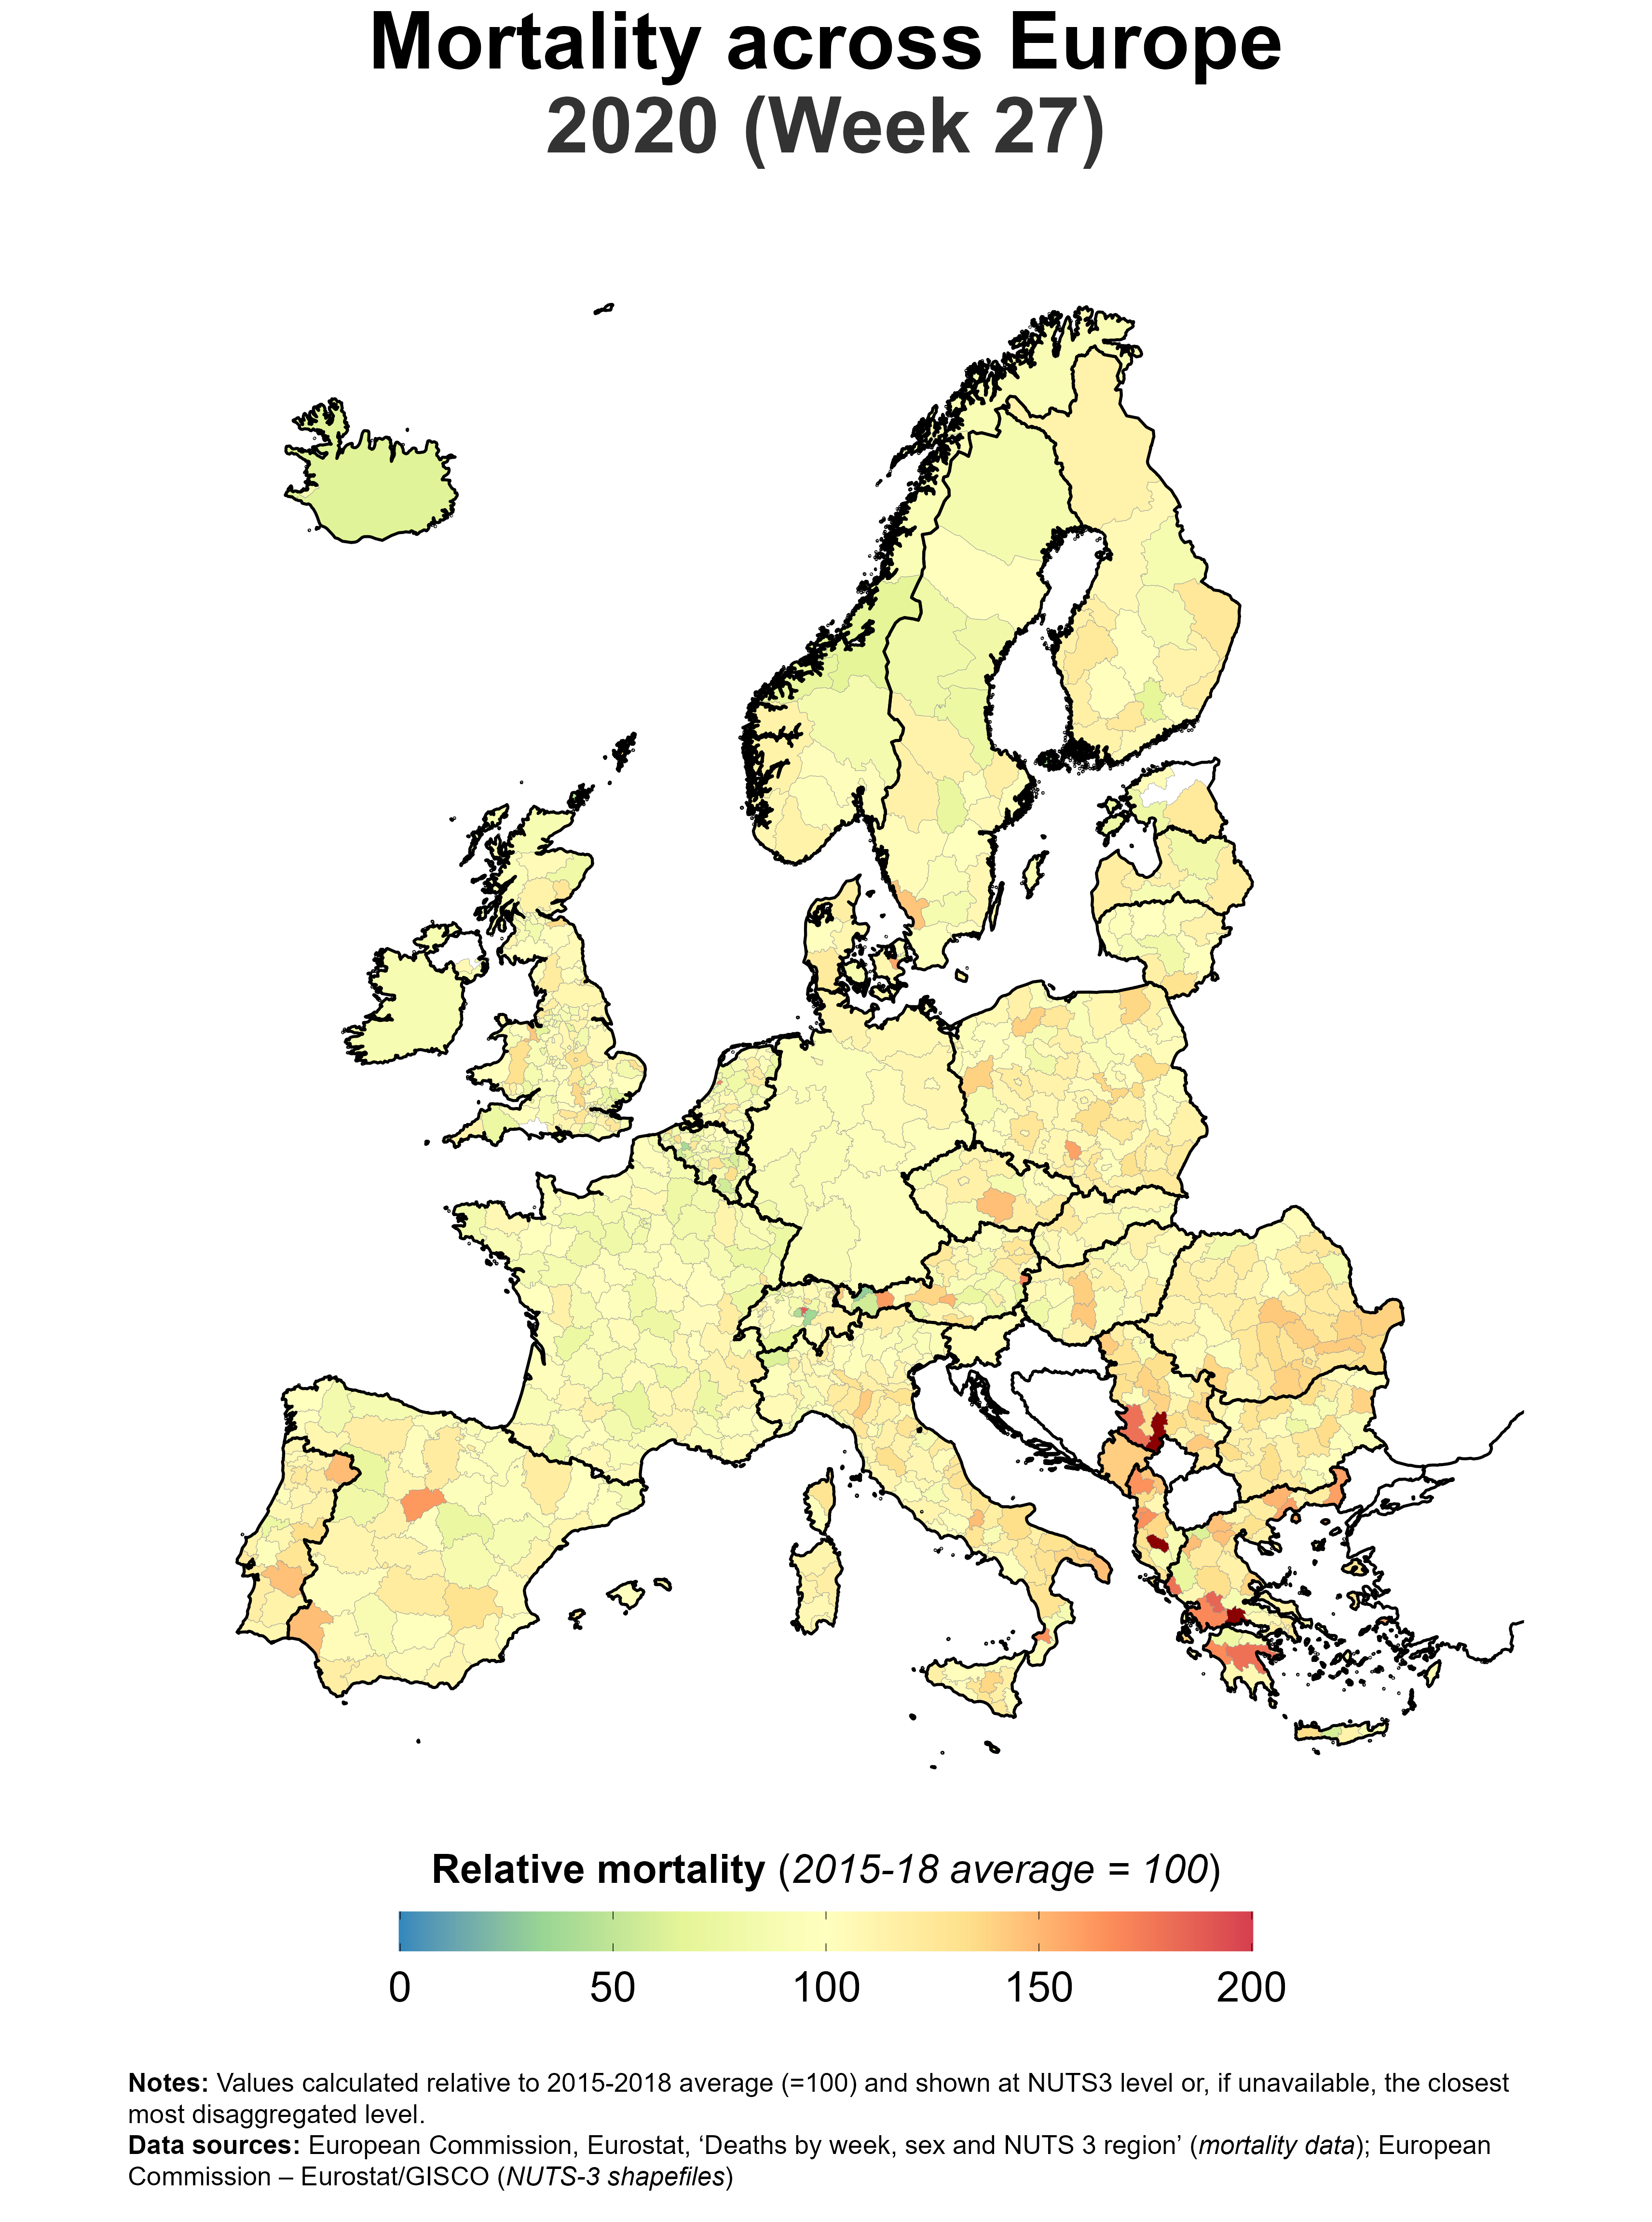 Mortality across Europe
2020 (Week 27)
Relative mortality (2015-18 average = 100)
0 50 100 150 200
Notes: Values calculated relative to 2015-2018 average (=100) and shown at NUTS3 level or, if unavailable, the closest
most disaggregated level.
Data sources: European Commission, Eurostat, ‘Deaths by week, sex and NUTS 3 region’ (mortality data); European
Commission – Eurostat/GISCO (NUTS-3 shapefiles)